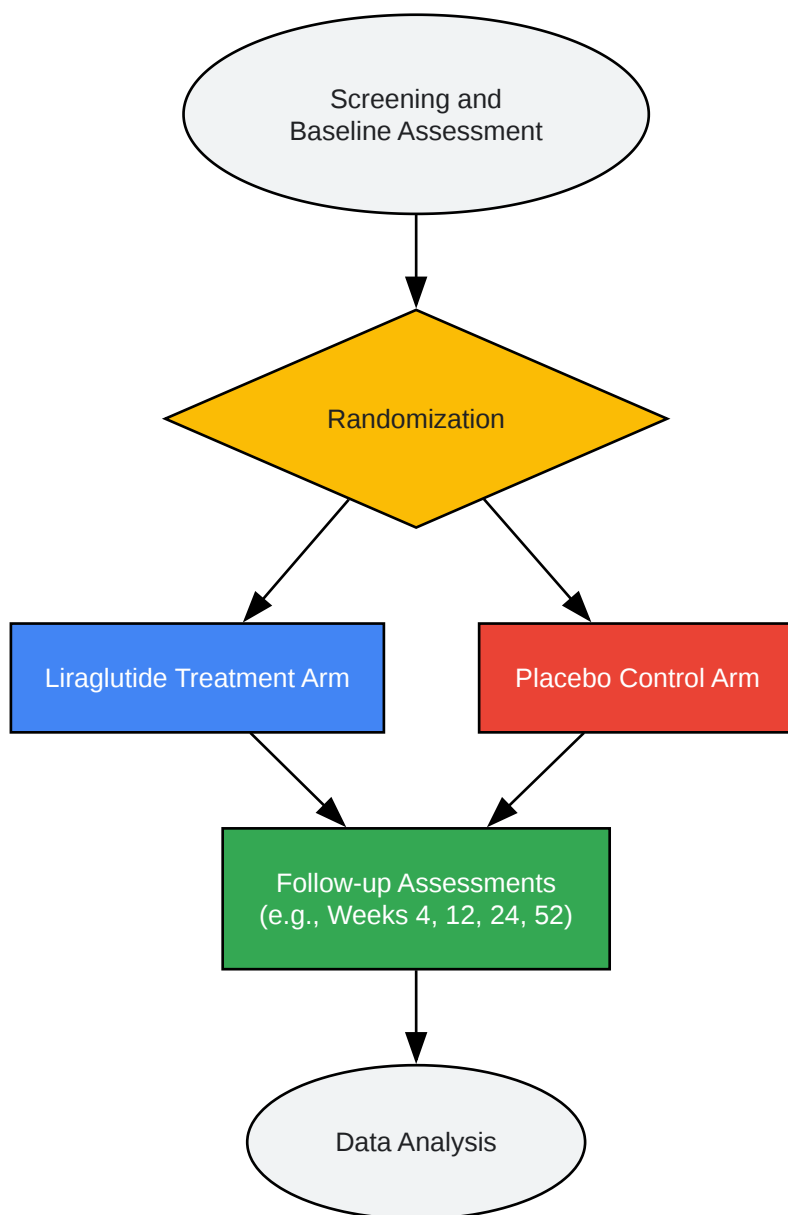 Screening and
Baseline Assessment
Randomization
Liraglutide Treatment Arm
Placebo Control Arm
Follow-up Assessments
(e.g., Weeks 4, 12, 24, 52)
Data Analysis